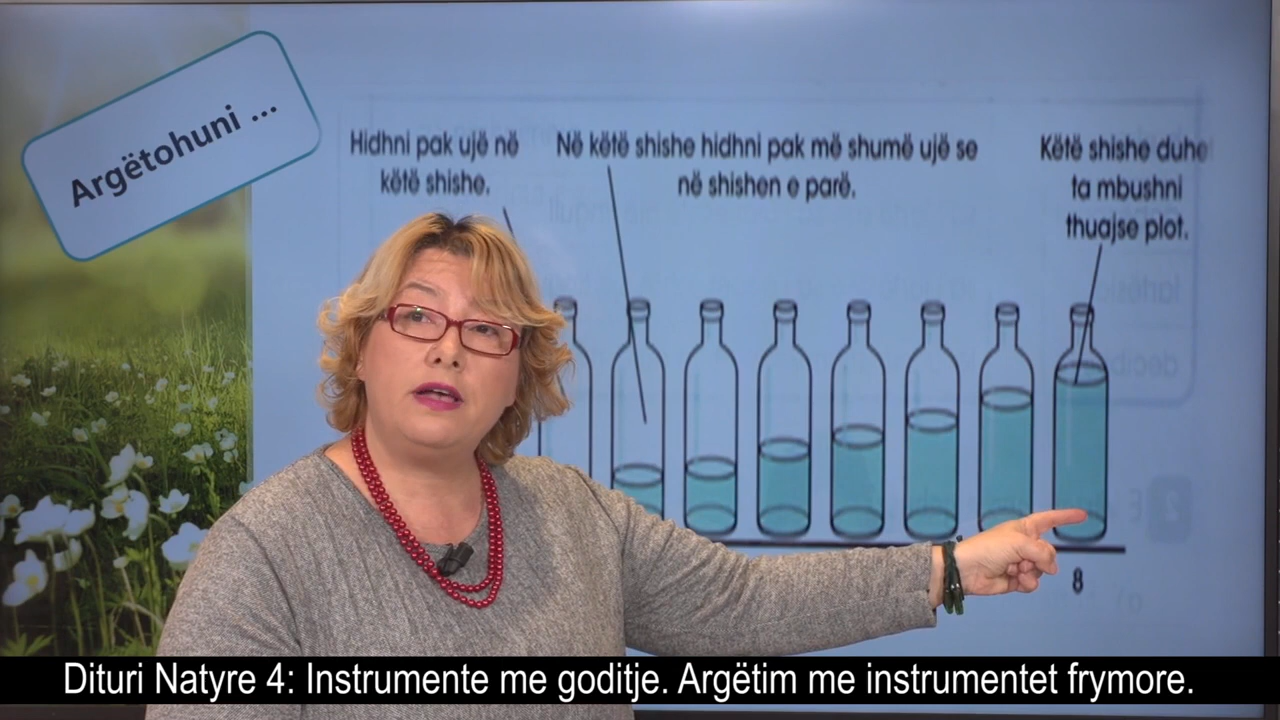 Argëtohuni ...
Hidhni pak ujë në
këtë shishe.
Në këtë shishe hidhni pak më shumë ujë se
në shishen e parë.
Këtë shishe duhe
ta mbushni
thuajse plot.
8
Dituri Natyre 4: Instrumente me goditje. Argëtim me instrumentet frymore.